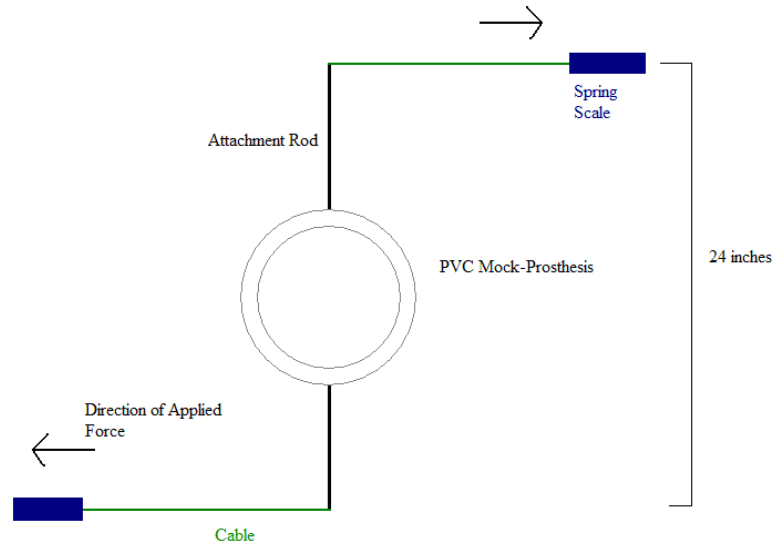 Spring
Scale
Attachment Rod
PVC Mock-Prosthesis
24 inches
Direction of Applied
Force
Cable